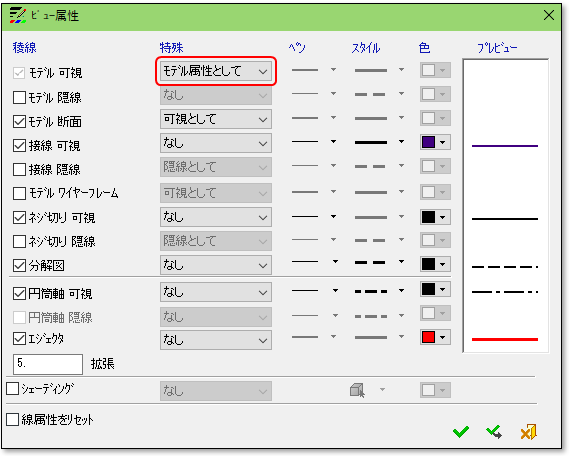 ビュー属性
稜線 特殊 ペン スタイル 色 プレビュー
モデル 可視 モデル属性として
モデル 隠線 なし
モデル 断面 可視として
接線 可視 なし
接線 隠線 隠線として
モデル ワイヤーフレーム 可視として
ネジ切り 可視 なし
ネジ切り 隠線 隠線として
分解図 なし
円筒軸 可視 なし
円筒軸 隠線 なし
エジェクタ なし
5. 拡張
シェーディング なし
線属性をリセット